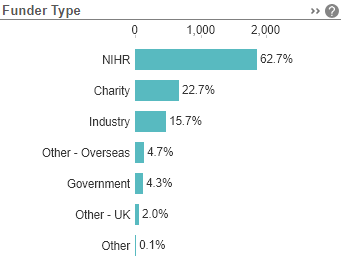 Funder Type ›› ?
0 1,000 2,000
NIHR 62.7%
Charity 22.7%
Industry 15.7%
Other - Overseas 4.7%
Government 4.3%
Other - UK 2.0%
Other 0.1%